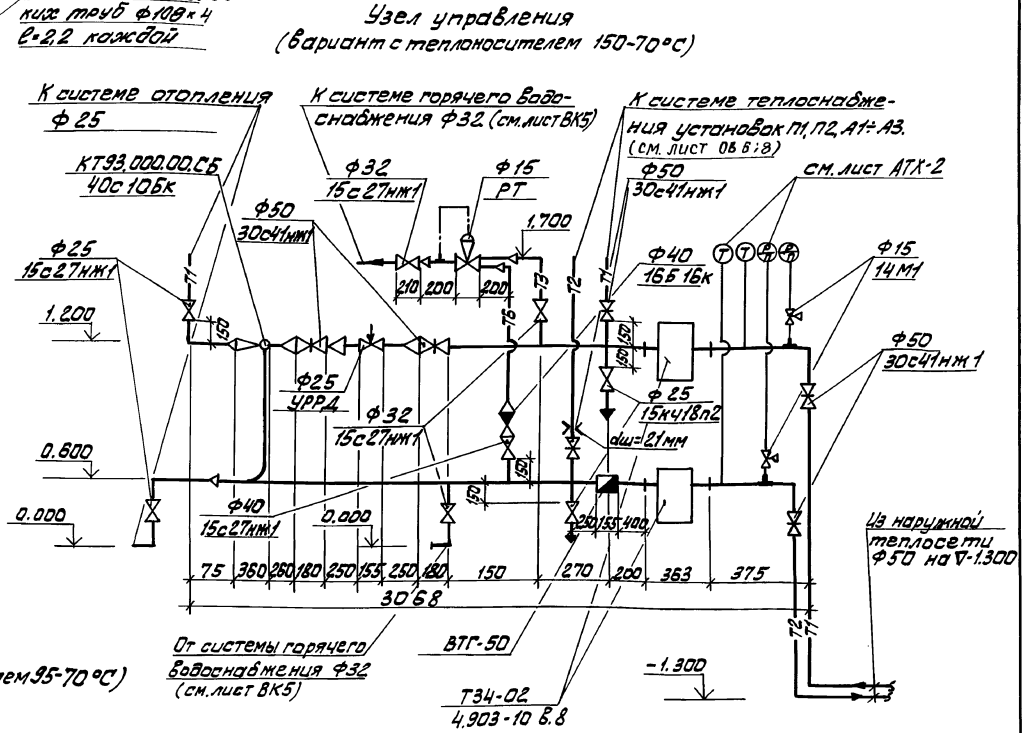 ких труб ф108×4
ℓ=2,2 каждой
Узел управления
(вариант с теплоносителем 150-70°С)
К системе отопления
ф25
К системе горячего водо-
снабжения ф32 (см.лист ВК5)
К системе теплоснабже-
ния установок П1, П2, А1÷А3.
(см. лист ОВ 6;8)
КТ93.000.00.СБ
40с10бк
ф32
15с27нж1
ф15
РТ
ф50
30с41нж1
см. лист АТХ-2
ф50
30с41нж1
1.700
ф25
15с27нж1
Т1
Т3
Т2
Т1
ф40
16Б16к
Т
Т
ф15
14М1
210
200
200
Т6
1.200
150
150
150
ф50
30с41нж1
ф25
УРРД
ф32
15с27нж1
ф25
15кч18п2
dш=21мм
0.600
150
150
0.000
ф40
15с27нж1
0.000
250
155
400
Из наружной
теплосети
ф50 на ∇-1.300
75
360
260
180
250
155
250
180
150
270
200
363
375
3068
Т2
Т1
От системы горячего
водоснабжения ф32
(см.лист ВК5)
ВТГ-50
-1.300
ем 95-70°С)
Т34-02
4.903-10 в.8